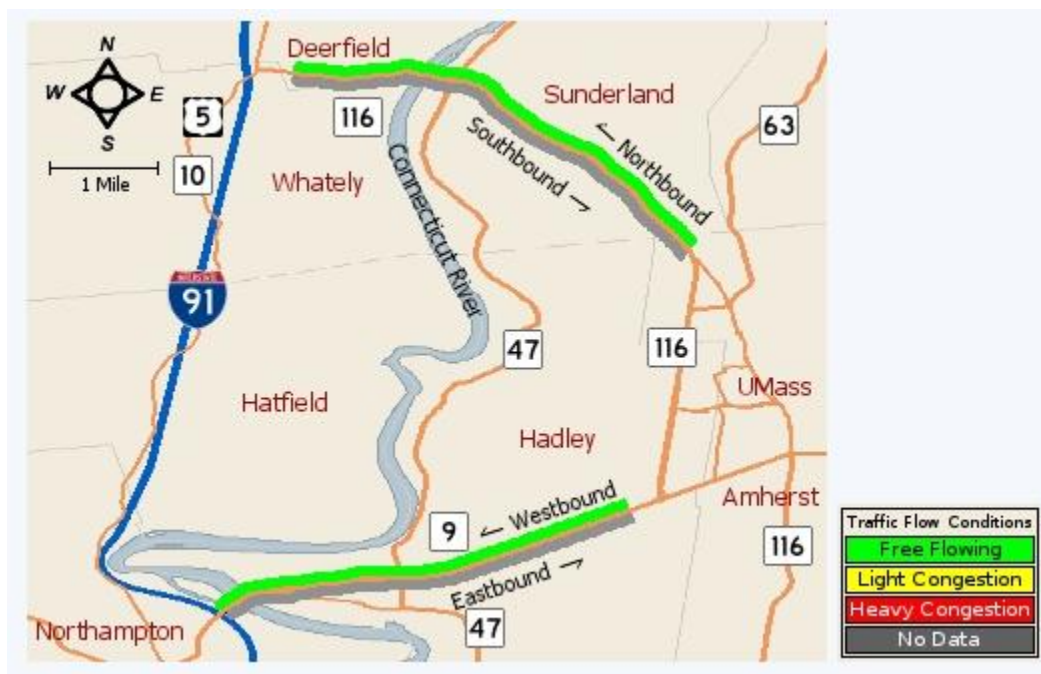 N
W E
S
1 Mile
Deerfield
Sunderland
5
116
63
10
Whately
Southbound →
← Northbound
Connecticut River
91
47
116
Hatfield
UMass
Hadley
Amherst
9
← Westbound
Eastbound →
116
Northampton
47
Traffic Flow Conditions
Free Flowing
Light Congestion
Heavy Congestion
No Data